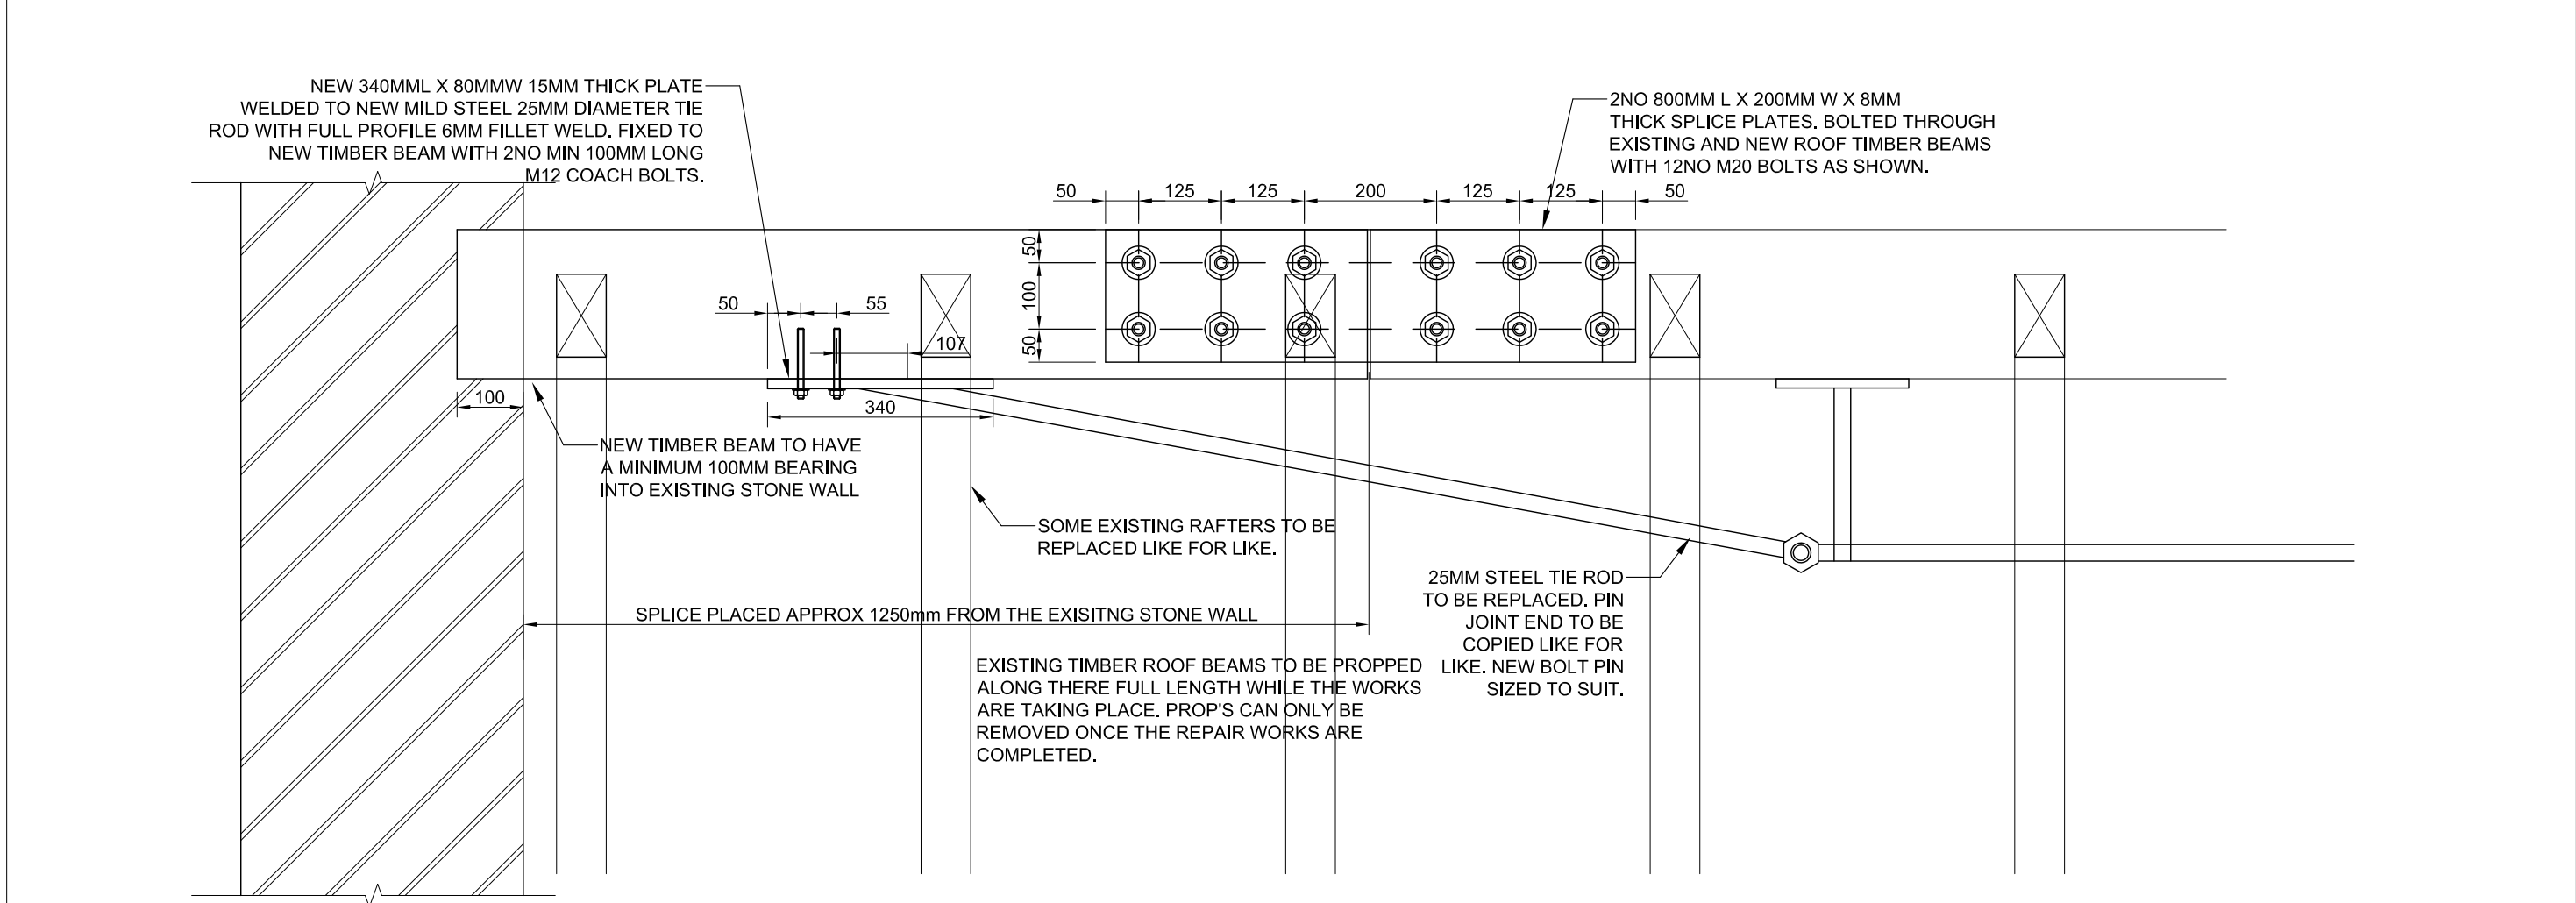 NEW 340MML X 80MMW 15MM THICK PLATE
WELDED TO NEW MILD STEEL 25MM DIAMETER TIE
ROD WITH FULL PROFILE 6MM FILLET WELD. FIXED TO
NEW TIMBER BEAM WITH 2NO MIN 100MM LONG
M12 COACH BOLTS.
2NO 800MM L X 200MM W X 8MM
THICK SPLICE PLATES. BOLTED THROUGH
EXISTING AND NEW ROOF TIMBER BEAMS
WITH 12NO M20 BOLTS AS SHOWN.
50 125 125 200 125 125 50
50
100
50
50 55
107
340
100
NEW TIMBER BEAM TO HAVE
A MINIMUM 100MM BEARING
INTO EXISTING STONE WALL
SOME EXISTING RAFTERS TO BE
REPLACED LIKE FOR LIKE.
25MM STEEL TIE ROD
TO BE REPLACED. PIN
JOINT END TO BE
COPIED LIKE FOR
LIKE. NEW BOLT PIN
SIZED TO SUIT.
SPLICE PLACED APPROX 1250mm FROM THE EXISITNG STONE WALL
EXISTING TIMBER ROOF BEAMS TO BE PROPPED
ALONG THERE FULL LENGTH WHILE THE WORKS
ARE TAKING PLACE. PROP'S CAN ONLY BE
REMOVED ONCE THE REPAIR WORKS ARE
COMPLETED.